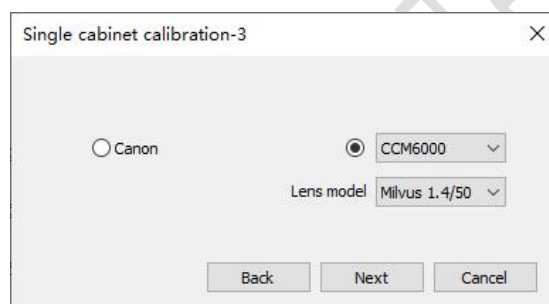 Single cabinet calibration-3
Canon
CCM6000
Lens model Milvus 1.4/50
Back Next Cancel